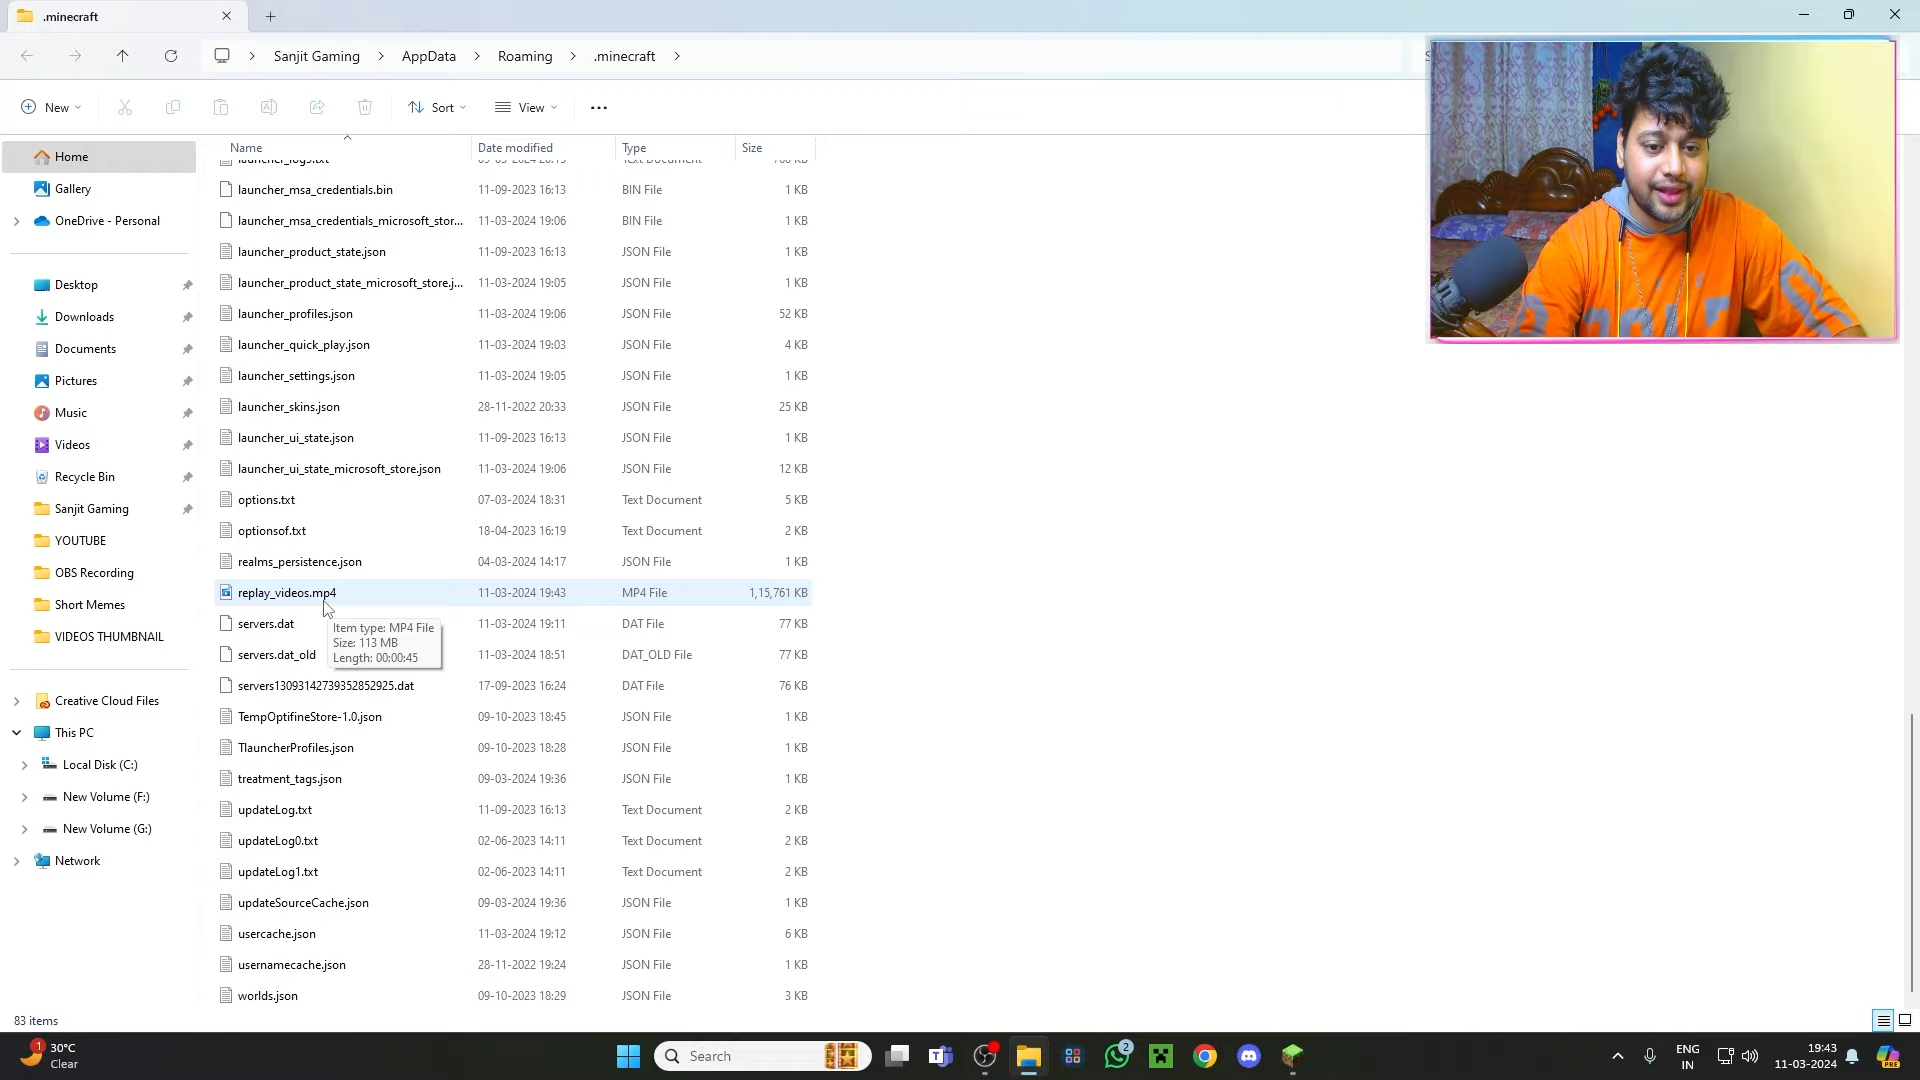 .minecraft
Sanjit Gaming > AppData > Roaming > .minecraft >
New
Sort
View
Name Date modified Type Size
launcher_msa_credentials.bin 11-09-2023 16:13 BIN File 1 KB
launcher_msa_credentials_microsoft_stor... 11-03-2024 19:06 BIN File 1 KB
launcher_product_state.json 11-09-2023 16:13 JSON File 1 KB
launcher_product_state_microsoft_store.j... 11-03-2024 19:05 JSON File 1 KB
launcher_profiles.json 11-03-2024 19:06 JSON File 52 KB
launcher_quick_play.json 11-03-2024 19:03 JSON File 4 KB
launcher_settings.json 11-03-2024 19:05 JSON File 1 KB
launcher_skins.json 28-11-2022 20:33 JSON File 25 KB
launcher_ui_state.json 11-09-2023 16:13 JSON File 1 KB
launcher_ui_state_microsoft_store.json 11-03-2024 19:06 JSON File 12 KB
options.txt 07-03-2024 18:31 Text Document 5 KB
optionsof.txt 18-04-2023 16:19 Text Document 2 KB
realms_persistence.json 04-03-2024 14:17 JSON File 1 KB
replay_videos.mp4 11-03-2024 19:43 MP4 File 1,15,761 KB
servers.dat 11-03-2024 19:11 DAT File 77 KB
servers.dat_old 11-03-2024 18:51 DAT_OLD File 77 KB
servers13093142739352852925.dat 17-09-2023 16:24 DAT File 76 KB
TempOptifineStore-1.0.json 09-10-2023 18:45 JSON File 1 KB
TlauncherProfiles.json 09-10-2023 18:28 JSON File 1 KB
treatment_tags.json 09-03-2024 19:36 JSON File 1 KB
updateLog.txt 11-09-2023 16:13 Text Document 2 KB
updateLog0.txt 02-06-2023 14:11 Text Document 2 KB
updateLog1.txt 02-06-2023 14:11 Text Document 2 KB
updateSourceCache.json 09-03-2024 19:36 JSON File 1 KB
usercache.json 11-03-2024 19:12 JSON File 6 KB
usernamecache.json 28-11-2022 19:24 JSON File 1 KB
worlds.json 09-10-2023 18:29 JSON File 3 KB
Item type: MP4 File
Size: 113 MB
Length: 00:00:45
Home
Gallery
OneDrive - Personal
Desktop
Downloads
Documents
Pictures
Music
Videos
Recycle Bin
Sanjit Gaming
YOUTUBE
OBS Recording
Short Memes
VIDEOS THUMBNAIL
Creative Cloud Files
This PC
Local Disk (C:)
New Volume (F:)
New Volume (G:)
Network
83 items
1
30°C
Clear
Search
2
ENG
IN
19:43
11-03-2024
PRE